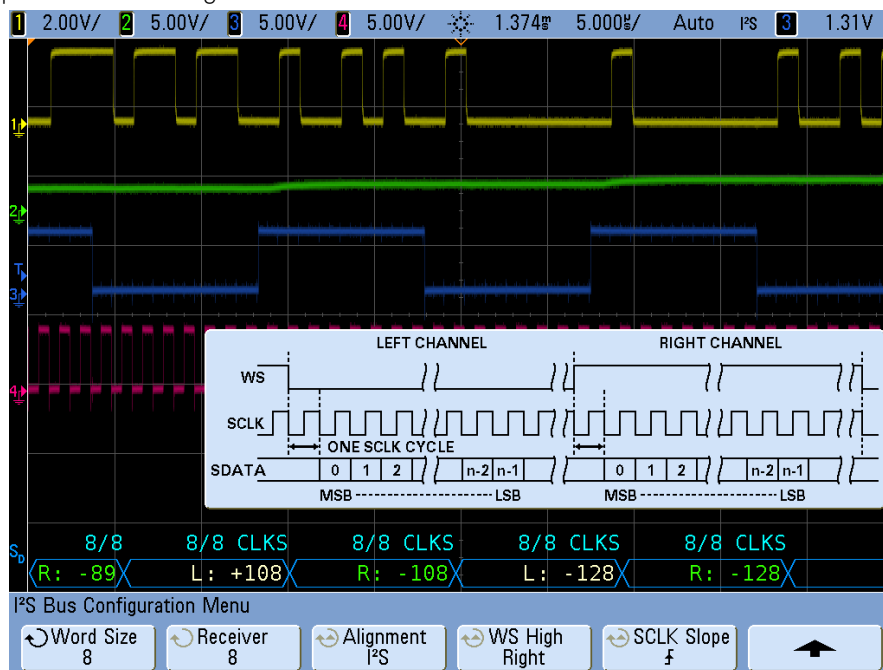 1 2.00V/ 2 5.00V/ 3 5.00V/ 4 5.00V/ 1.374ms 5.000µs/ Auto I²S 3 1.31V
1
2
T
3
4
LEFT CHANNEL RIGHT CHANNEL
WS
SCLK
ONE SCLK CYCLE
SDATA 0 1 2 n-2 n-1 0 1 2 n-2 n-1
MSB LSB MSB LSB
8/8 8/8 CLKS 8/8 CLKS 8/8 CLKS 8/8 CLKS
SD R: -89 L: +108 R: -108 L: -128 R: -128
I²S Bus Configuration Menu
Word Size Receiver Alignment WS High SCLK Slope
8 8 I²S Right